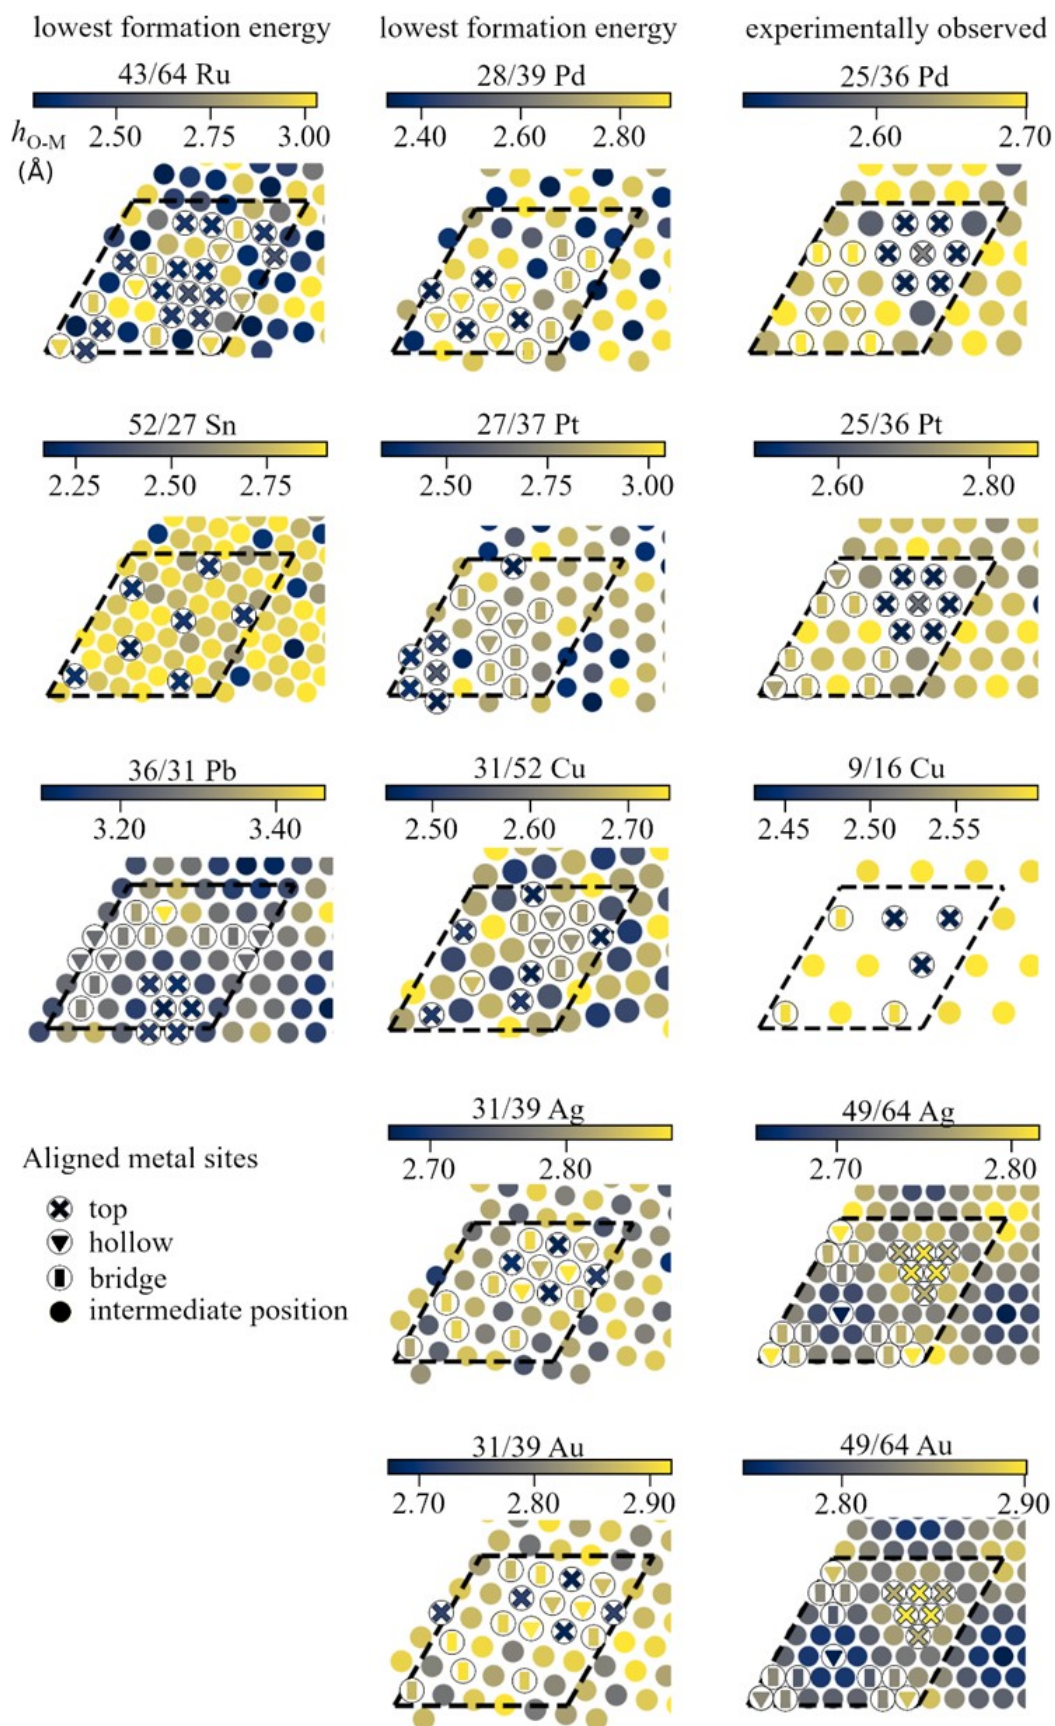 lowest formation energy lowest formation energy experimentally observed
43/64 Ru 28/39 Pd 25/36 Pd
h_O-M 2.50 2.75 3.00 2.40 2.60 2.80 2.60 2.70
(Å)
52/27 Sn 27/37 Pt 25/36 Pt
2.25 2.50 2.75 2.50 2.75 3.00 2.60 2.80
36/31 Pb 31/52 Cu 9/16 Cu
3.20 3.40 2.50 2.60 2.70 2.45 2.50 2.55
31/39 Ag 49/64 Ag
2.70 2.80 2.70 2.80
Aligned metal sites
top
hollow
bridge
intermediate position
31/39 Au 49/64 Au
2.70 2.80 2.90 2.80 2.90